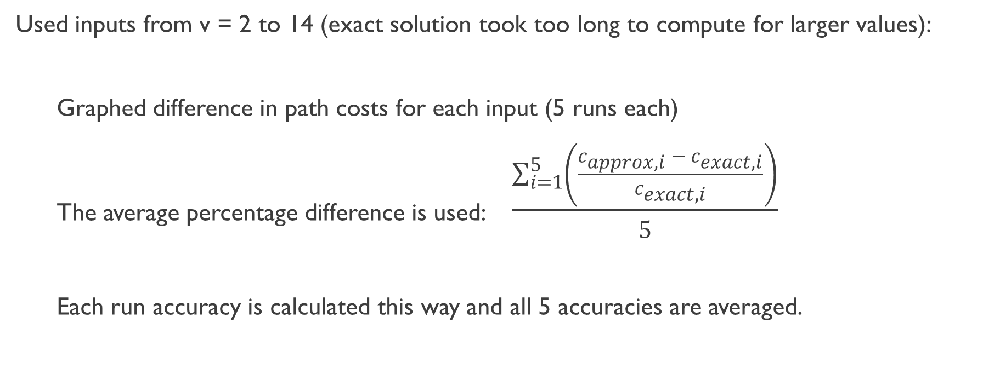 Used inputs from v = 2 to 14 (exact solution took too long to compute for larger values):
Graphed difference in path costs for each input (5 runs each)
The average percentage difference is used: \frac{\sum_{i=1}^{5}\left(\frac{c_{approx,i} - c_{exact,i}}{c_{exact,i}}\right)}{5}
Each run accuracy is calculated this way and all 5 accuracies are averaged.